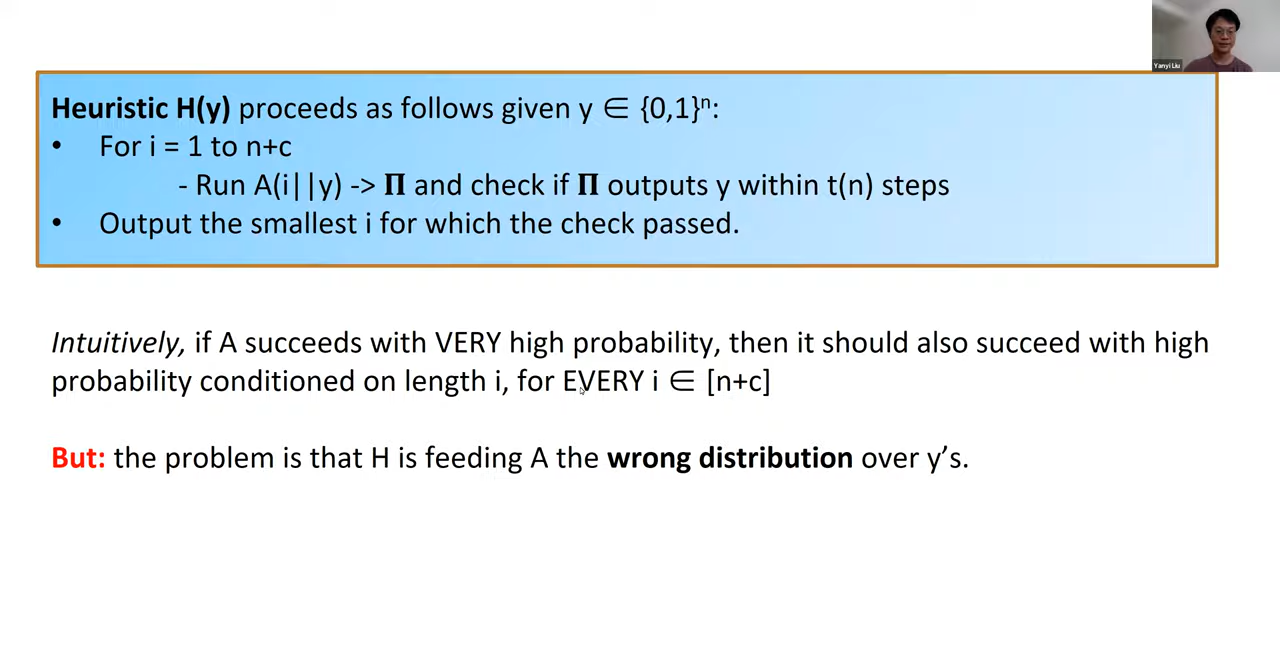 Yanyi Liu
Heuristic H(y) proceeds as follows given y ∈ {0,1}ⁿ:
• For i = 1 to n+c
- Run A(i||y) -> Π and check if Π outputs y within t(n) steps
• Output the smallest i for which the check passed.
Intuitively, if A succeeds with VERY high probability, then it should also succeed with high
probability conditioned on length i, for EVERY i ∈ [n+c]
But: the problem is that H is feeding A the wrong distribution over y’s.